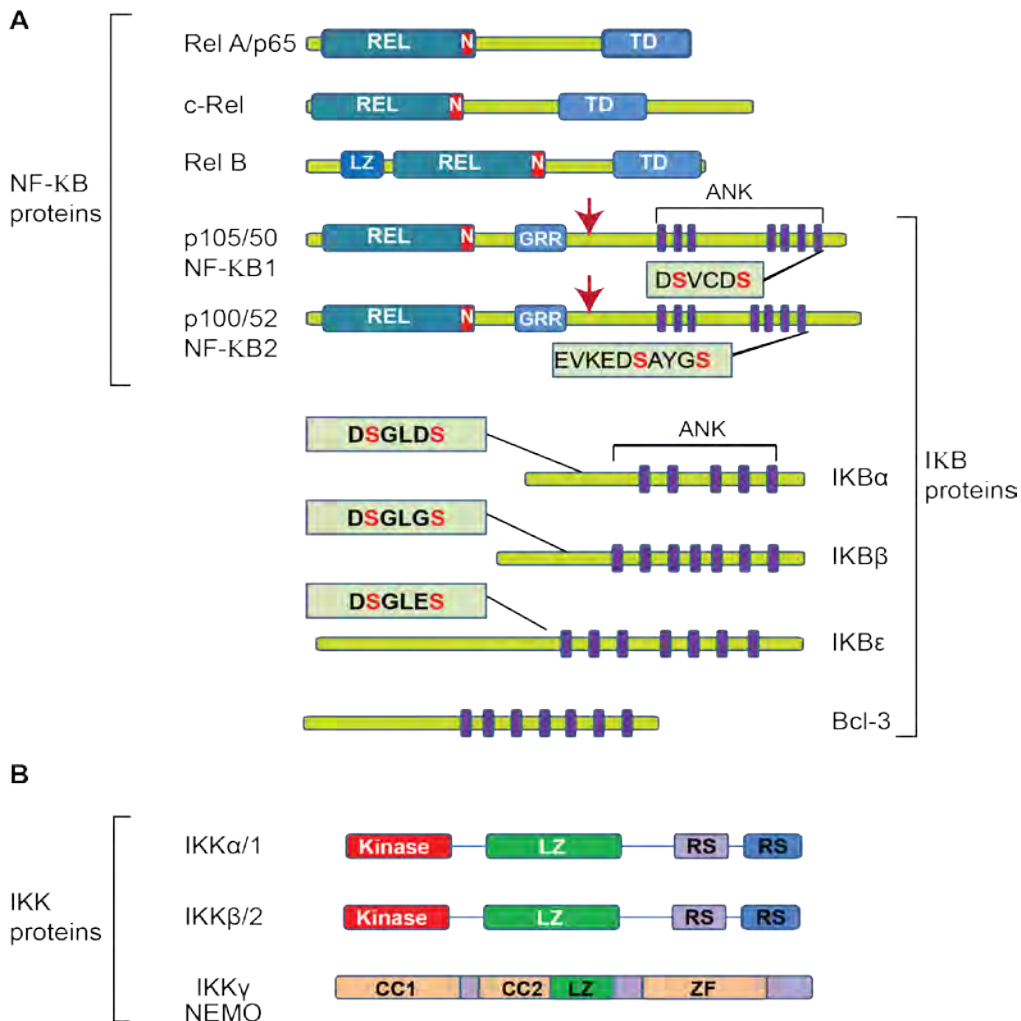 A
Rel A/p65
REL N TD
c-Rel
REL N TD
Rel B
LZ REL N TD
NF-KB
proteins
ANK
p105/50
NF-KB1
REL N GRR
DSVCDS
p100/52
NF-KB2
REL N GRR
EVKEDSAYGS
DSGLDS
ANK
IKBα
IKB
proteins
DSGLGS
IKBβ
DSGLES
IKBε
Bcl-3
B
IKKα/1
Kinase LZ RS RS
IKK
proteins
IKKβ/2
Kinase LZ RS RS
IKKγ
NEMO
CC1 CC2 LZ ZF